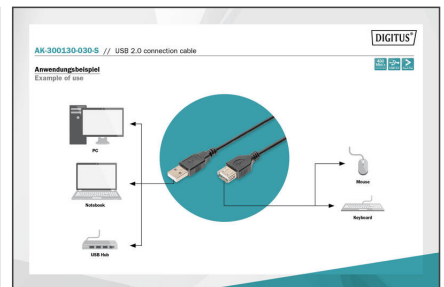 DIGITUS®
AK-300130-030-S // USB 2.0 connection cable
Anwendungsbeispiel
Example of use
PC
Notebook
USB Hub
Mouse
Keyboard